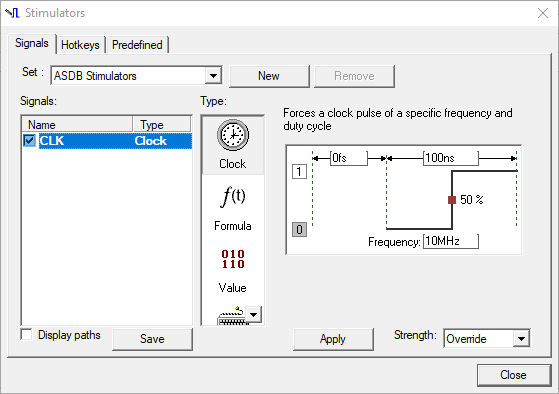 Stimulators
Signals Hotkeys Predefined
Set : ASDB Stimulators New Remove
Signals: Type:
Name Type
CLK Clock
Clock
f(t)
Formula
010
110
Value
Forces a clock pulse of a specific frequency and
duty cycle
0fs 100ns
1
50 %
0
Frequency: 10MHz
Display paths Save Apply Strength: Override
Close